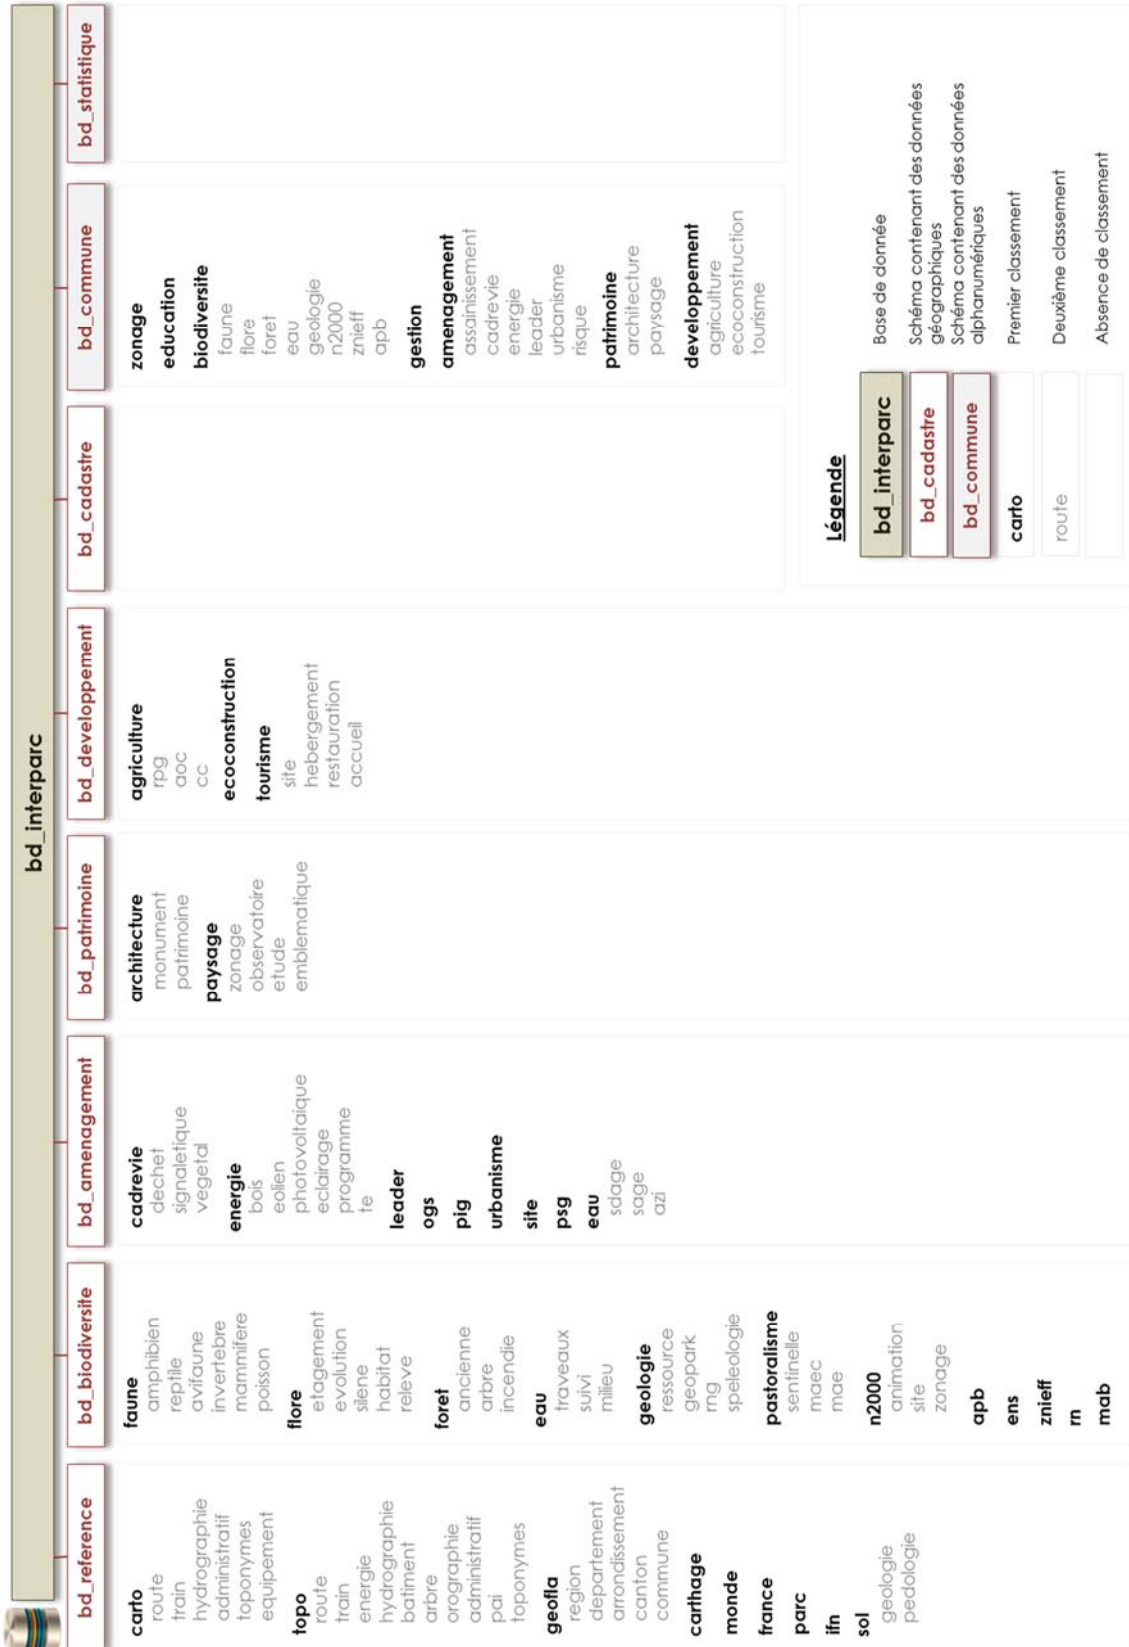 bd_interparc
bd_reference
carto
route
train
hydrographie
administratif
toponymes
equipement
topo
route
train
energie
hydrographie
batiment
arbre
orographie
administratif
pai
toponymes
geofla
region
departement
arrondissement
canton
commune
carthage
monde
france
parc
ifn
sol
geologie
pedologie
bd_biodiversite
faune
amphibien
reptile
avifaune
invertebre
mammifere
poisson
flore
etagement
evolution
silene
habitat
releve
foret
ancienne
arbre
incendie
eau
traveaux
suivi
milieu
geologie
ressource
geopark
rng
speleologie
pastoralisme
sentinelle
maec
mae
n2000
animation
site
zonage
apb
ens
znieff
rn
mab
bd_amenagement
cadrevie
dechet
signaletique
vegetal
energie
bois
eolien
photovoltaique
eclairage
programme
te
leader
ogs
pig
urbanisme
site
psg
eau
sdage
sage
azi
bd_patrimoine
architecture
monument
patrimoine
paysage
zonage
observatoire
etude
emblematique
bd_developpement
agriculture
rpg
aoc
cc
ecoconstruction
tourisme
site
hebergement
restauration
accueil
bd_cadastre
bd_commune
zonage
education
biodiversite
faune
flore
foret
eau
geologie
n2000
znieff
apb
gestion
amenagement
assainissement
cadrevie
energie
leader
urbanisme
risque
patrimoine
architecture
paysage
developpement
agriculture
ecoconstruction
tourisme
bd_statistique
Légende
bd_interparc
Base de donnée
bd_cadastre
Schéma contenant des données
géographiques
bd_commune
Schéma contenant des données
alphanumériques
carto
Premier classement
route
Deuxième classement
Absence de classement